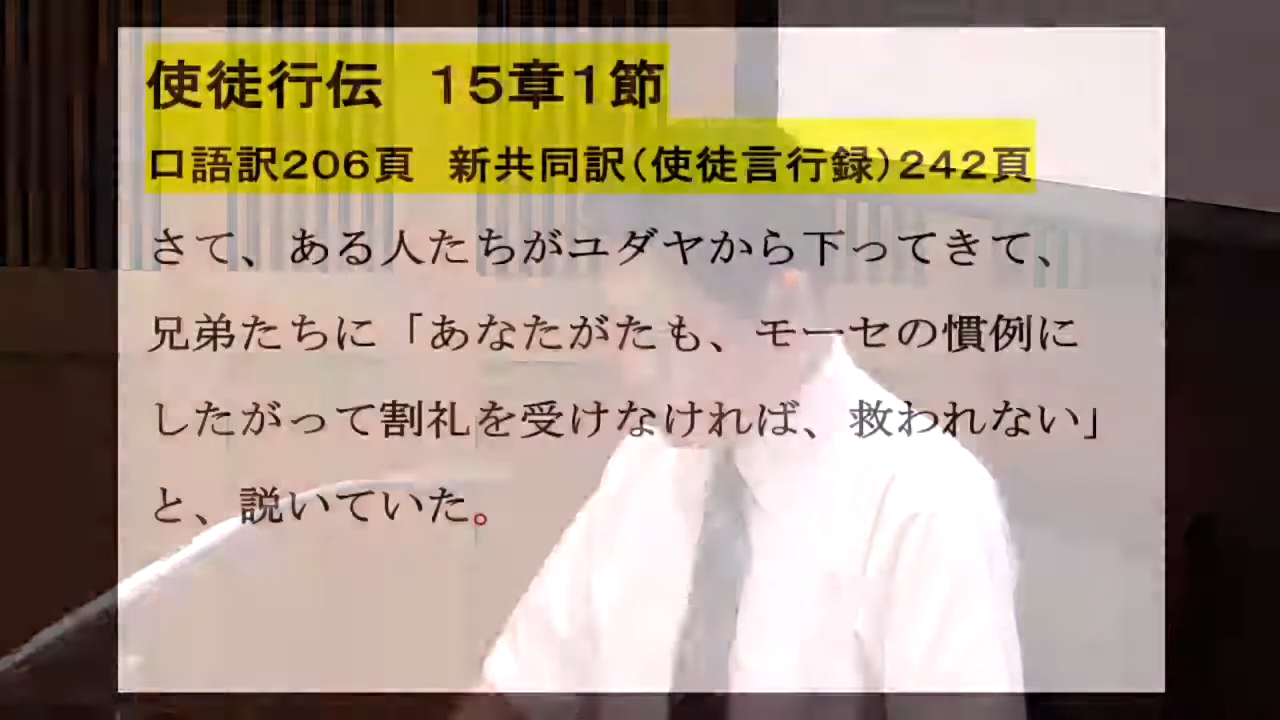 使徒行伝　１５章１節
口語訳２０６頁　新共同訳（使徒言行録）２４２頁
さて、ある人たちがユダヤから下ってきて、
兄弟たちに「あなたがたも、モーセの慣例に
したがって割礼を受けなければ、救われない」
と、説いていた。